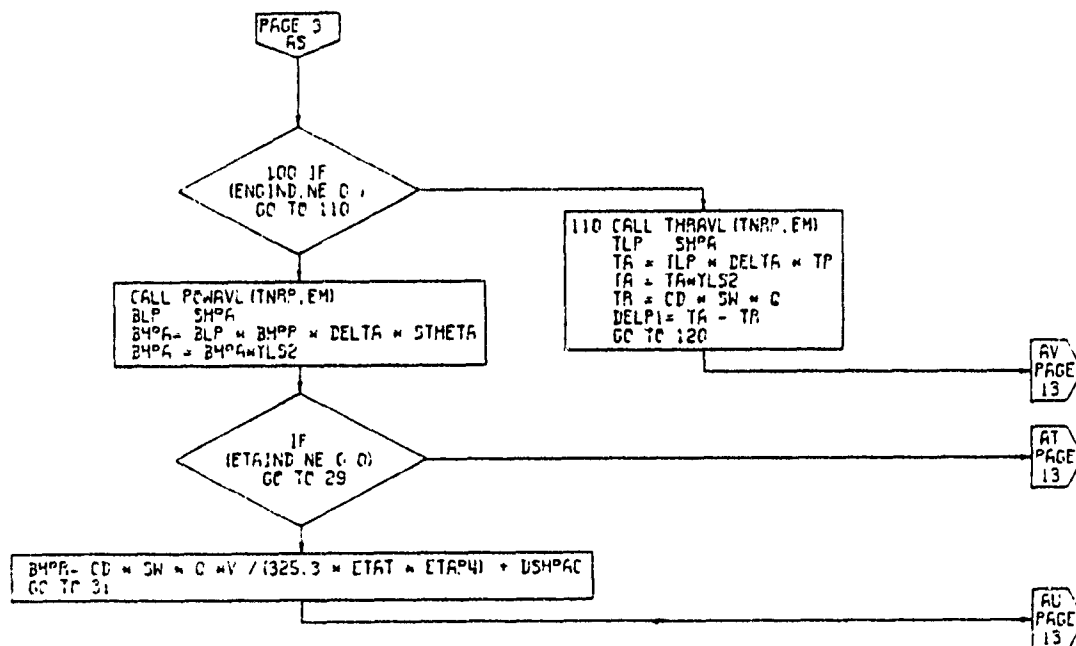 PAGE 3
AS
100 IF
(ENGIND.NE 0 )
GO TO 110
110 CALL THRAVL(TNRP,EM)
TLP SHPA
TA = TLP * DELTA * TP
TA = TA*YLS2
TR = CD * SW * Q
DELP1= TA - TR
GO TO 120
CALL POWAVL(TNRP,EM)
BLP SHPA
BHPA= BLP * BHPP * DELTA * STHETA
BHPA = BHPA*YLS2
AV
PAGE
13
IF
(ETAIND NE 0 0)
GO TO 29
AT
PAGE
13
BHPR= CD * SW * Q *V /(325.3 * ETAT * ETAP4) + DSHPAC
GO TO 31
AU
PAGE
13